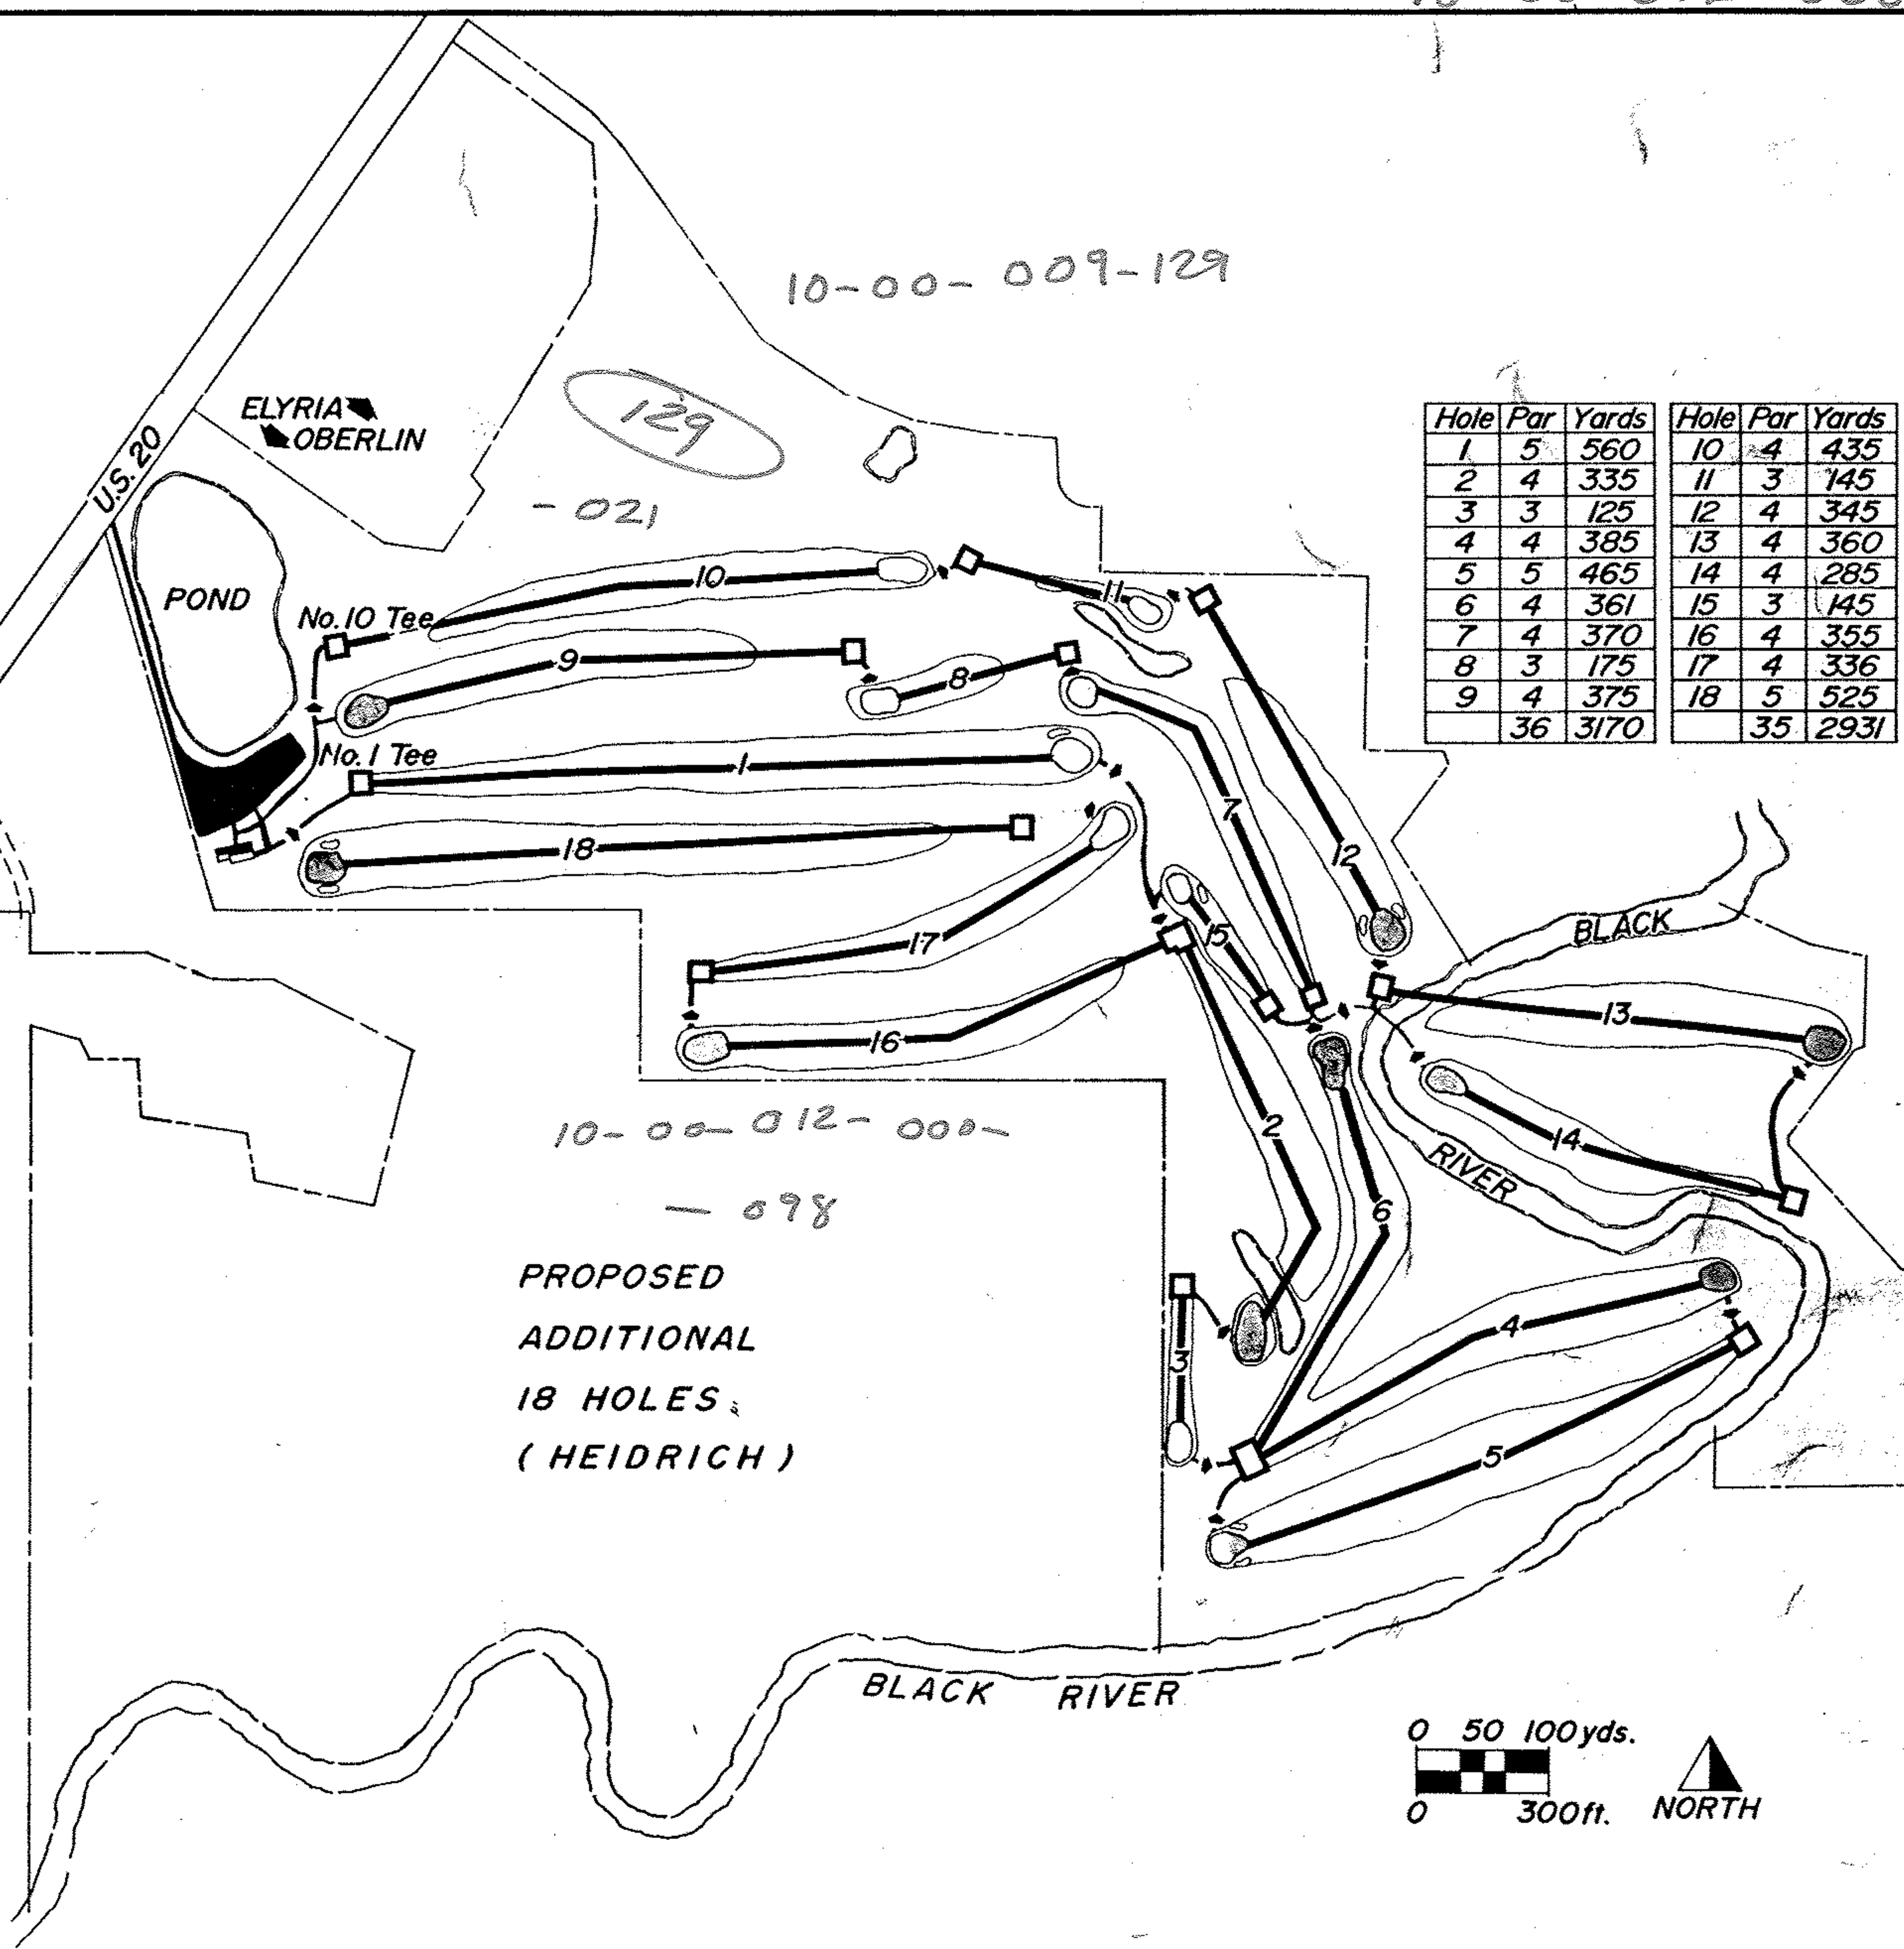 10-00-009-129
129
-021
ELYRIA
OBERLIN
U.S. 20
POND
No. 10 Tee
No. 1 Tee
Hole Par Yards Hole Par Yards
1 5 560 10 4 435
2 4 335 11 3 145
3 3 125 12 4 345
4 4 385 13 4 360
5 5 465 14 4 285
6 4 361 15 3 145
7 4 370 16 4 355
8 3 175 17 4 336
9 4 375 18 5 525
36 3170 35 2931
10
11
9
8
1
7
12
18
17
15
16
13
14
2
6
3
4
5
BLACK
RIVER
10-00-012-000-
— 098
PROPOSED
ADDITIONAL
18 HOLES
(HEIDRICH)
BLACK RIVER
0 50 100 yds.
0 300 ft.
NORTH